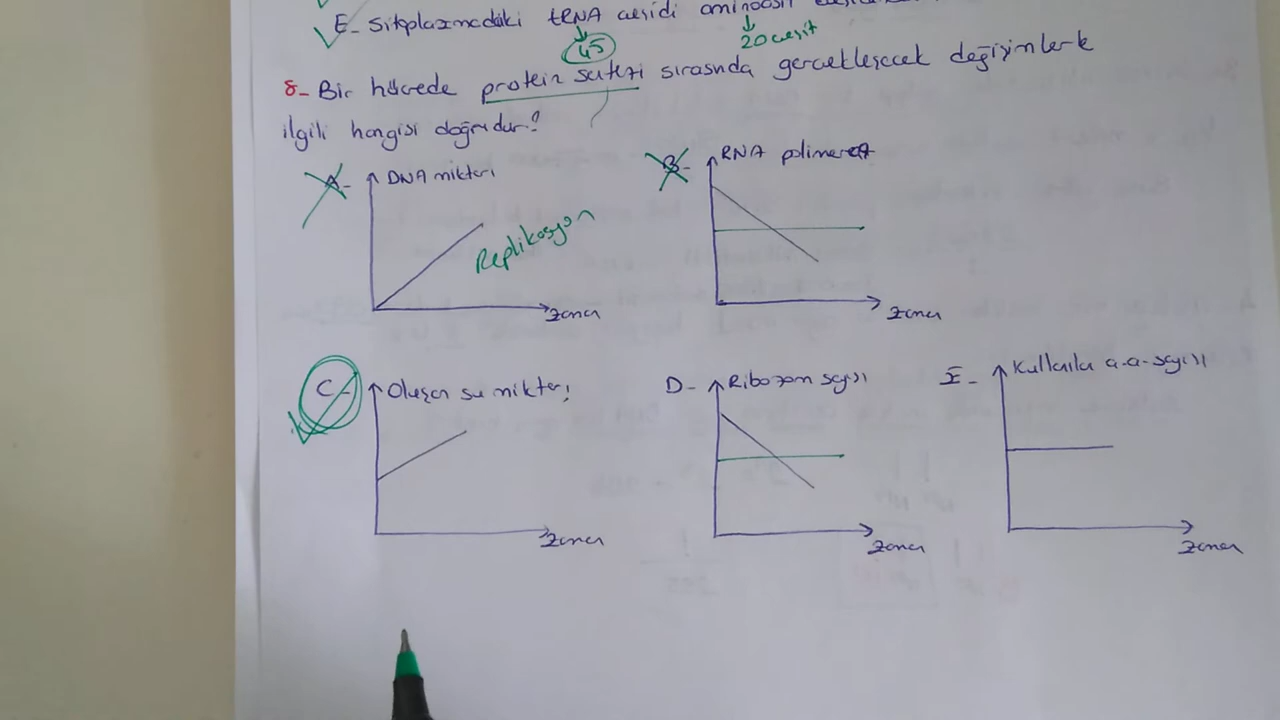 E- Sitoplazmadaki tRNA çeşidi aminoasit
45
20 çeşit
8- Bir hücrede protein sentezi sırasında gerçekleşecek değişimlerle
ilgili hangisi doğrudur?
A- DNA miktarı
Replikasyon
Zaman
B- RNA polimeraz
Zaman
C- Oluşan su miktarı
Zaman
D- Ribozom sayısı
Zaman
E- Kullanılan a.a. sayısı
Zaman